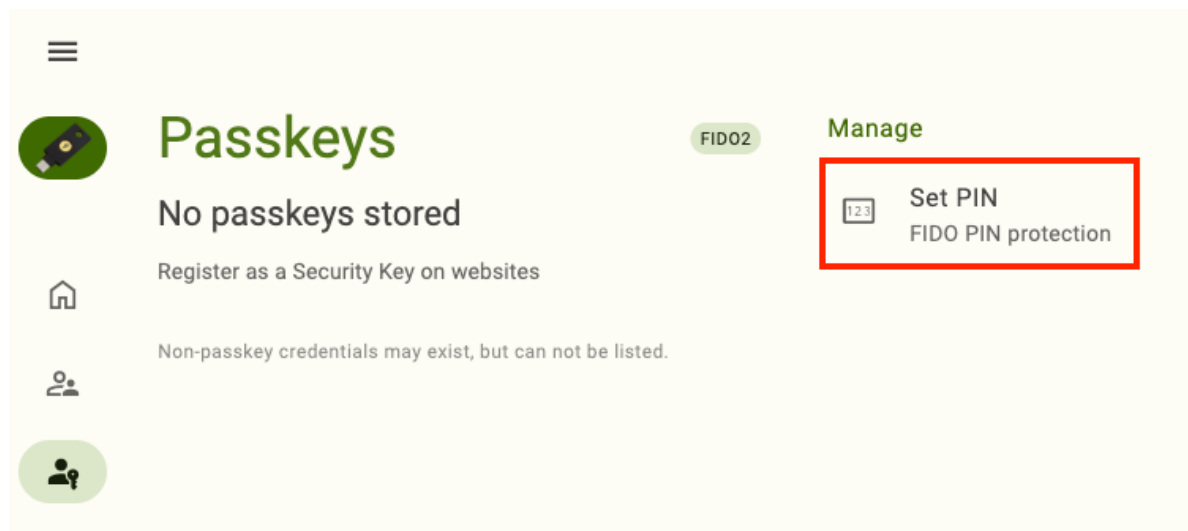 Passkeys
FIDO2
No passkeys stored
Register as a Security Key on websites
Non-passkey credentials may exist, but can not be listed.
Manage
123
Set PIN
FIDO PIN protection